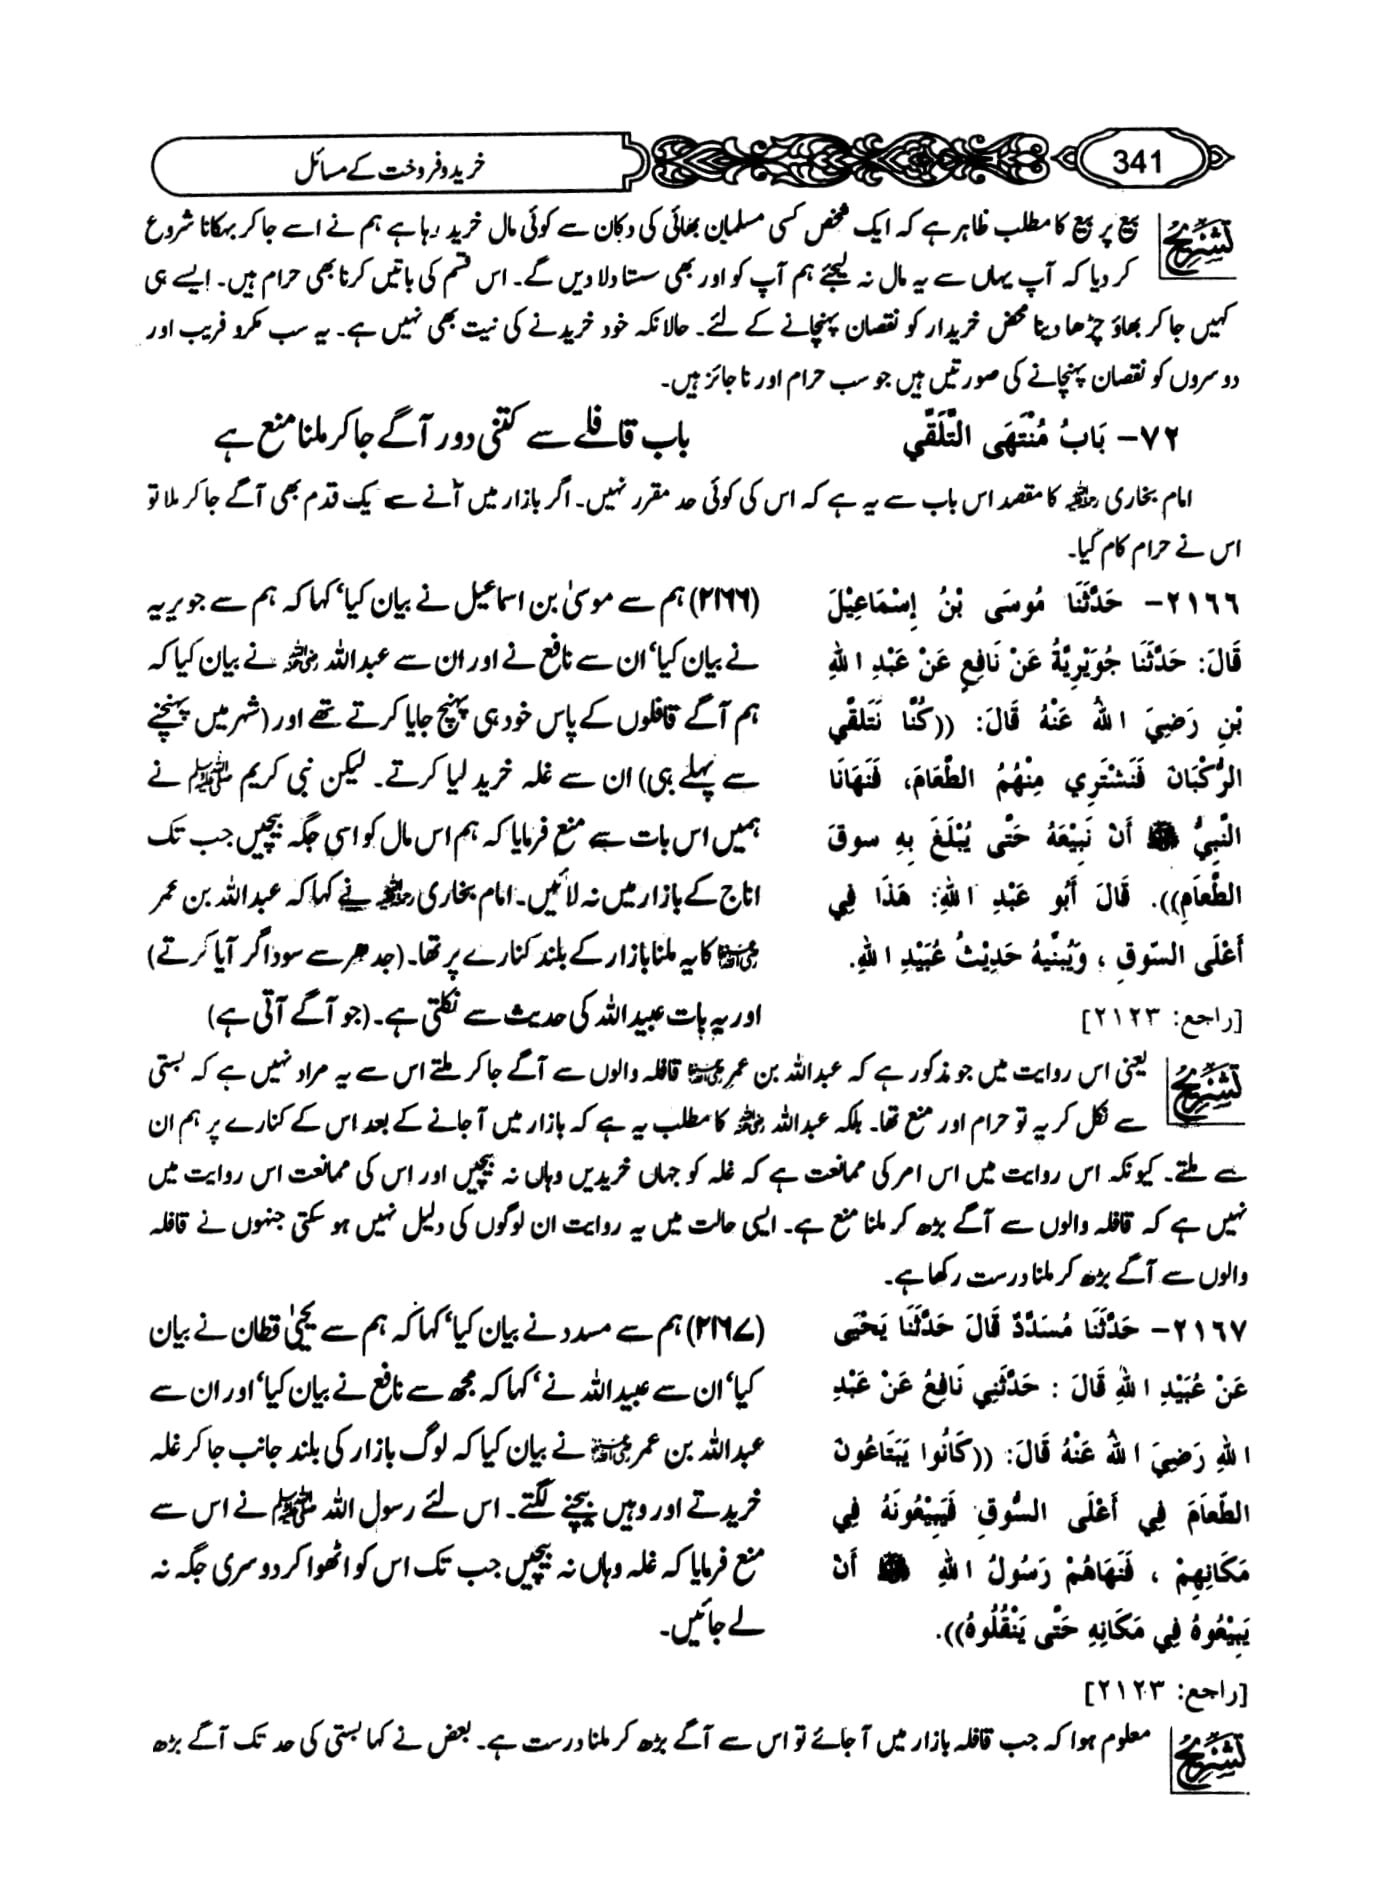 341
خرید و فروخت کے مسائل
تشریح
بیع پر بیع کا مطلب ظاہر ہے کہ ایک شخص کسی مسلمان بھائی کی دکان سے کوئی مال خرید رہا ہے ہم نے اسے جا کر بہکانا شروع
کر دیا کہ آپ یہاں سے یہ مال نہ لیجئے ہم آپ کو اور بھی سستا دلا دیں گے۔ اس قسم کی باتیں کرنا بھی حرام ہیں۔ ایسے ہی
کہیں جا کر بھاؤ چڑھا دینا محض خریدار کو نقصان پہنچانے کے لئے۔ حالانکہ خود خریدنے کی نیت بھی نہیں ہے۔ یہ سب مکر و فریب اور
دوسروں کو نقصان پہنچانے کی صورتیں ہیں جو سب حرام اور ناجائز ہیں۔
٧٢- بَابُ مُنْتَهَى التَّلَقِّي
باب قافلے سے کتنی دور آگے جا کر ملنا منع ہے
امام بخاری رحمۃ اللہ علیہ کا مقصد اس باب سے یہ ہے کہ اس کی کوئی حد مقرر نہیں۔ اگر بازار میں آنے سے یک قدم بھی آگے جا کر ملا تو
اس نے حرام کام کیا۔
٢١٦٦- حَدَّثَنَا مُوسَى بْنُ إِسْمَاعِيْلَ
قَالَ: حَدَّثَنَا جُوَيْرِيَةُ عَنْ نَافِعٍ عَنْ عَبْدِ اللهِ
بْنِ رَضِيَ اللهُ عَنْهُ قَالَ: ((كُنَّا نَتَلَقَّي
الرُّكْبَانَ فَنَشْتَرِي مِنْهُمُ الطَّعَامَ، فَنَهَانَا
النَّبِيُّ ﷺ أَنْ نَبِيْعَهُ حَتَّى يُبْلَغَ بِهِ سوقَ
الطَّعَامِ)). قَالَ أَبُو عَبْدِ اللهِ: هَذَا فِي
أَعْلَى السّوقِ ، وَيُبَيِّنُهُ حَدِيْثُ عُبَيْدِ اللهِ.
[راجع: ٢١٢٣]
(۲۱۶۶) ہم سے موسیٰ بن اسماعیل نے بیان کیا‘ کہا کہ ہم سے جویریہ
نے بیان کیا‘ ان سے نافع نے اور ان سے عبداللہ رضی اللہ عنہ نے بیان کیا کہ
ہم آگے قافلوں کے پاس خود ہی پہنچ جایا کرتے تھے اور (شہر میں پہنچنے
سے پہلے ہی) ان سے غلہ خرید لیا کرتے۔ لیکن نبی کریم ﷺ نے
ہمیں اس بات سے منع فرمایا کہ ہم اس مال کو اسی جگہ بیچیں جب تک
اناج کے بازار میں نہ لائیں۔ امام بخاری رحمۃ اللہ علیہ نے کہا کہ عبداللہ بن عمر
رضی اللہ عنہما کا یہ ملنا بازار کے بلند کنارے پر تھا۔ (جدھر سے سوداگر آیا کرتے)
اور یہ بات عبیداللہ کی حدیث سے نکلتی ہے۔ (جو آگے آتی ہے)
تشریح
یعنی اس روایت میں جو مذکور ہے کہ عبداللہ بن عمر رضی اللہ عنہما قافلہ والوں سے آگے جا کر ملتے اس سے یہ مراد نہیں ہے کہ بستی
سے نکل کر یہ تو حرام اور منع تھا۔ بلکہ عبداللہ رضی اللہ عنہ کا مطلب یہ ہے کہ بازار میں آ جانے کے بعد اس کے کنارے پر ہم ان
سے ملتے۔ کیونکہ اس روایت میں اس امر کی ممانعت ہے کہ غلہ کو جہاں خریدیں وہاں نہ بیچیں اور اس کی ممانعت اس روایت میں
نہیں ہے کہ قافلہ والوں سے آگے بڑھ کر ملنا منع ہے۔ ایسی حالت میں یہ روایت ان لوگوں کی دلیل نہیں ہو سکتی جنہوں نے قافلہ
والوں سے آگے بڑھ کر ملنا درست رکھا ہے۔
٢١٦٧- حَدَّثَنَا مُسَدَّدٌ قَالَ حَدَّثَنَا يَحْيَى
عَنْ عُبَيْدِ اللهِ قَالَ : حَدَّثَنِي نَافِعُ عَنْ عَبْدِ
اللهِ رَضِيَ اللهُ عَنْهُ قَالَ: ((كَانُوا يَبْتَاعُونَ
الطَّعَامَ فِي أَعْلَى السُّوقِ فَيَبِيْعُونَهُ فِي
مَكَانِهِمْ ، فَنَهَاهُمْ رَسُولُ اللهِ ﷺ أَنْ
يَبِيْعُوهُ فِي مَكَانِهِ حَتَّى يَنْقُلُوهُ)).
[راجع: ٢١٢٣]
(۲۱۶۷) ہم سے مسدد نے بیان کیا‘ کہا کہ ہم سے یحییٰ قطان نے بیان
کیا‘ ان سے عبیداللہ نے‘ کہا کہ مجھ سے نافع نے بیان کیا‘ اور ان سے
عبداللہ بن عمر رضی اللہ عنہما نے بیان کیا کہ لوگ بازار کی بلند جانب جا کر غلہ
خریدتے اور وہیں بیچنے لگتے۔ اس لئے رسول اللہ ﷺ نے اس سے
منع فرمایا کہ غلہ وہاں نہ بیچیں جب تک اس کو اٹھوا کر دوسری جگہ نہ
لے جائیں۔
تشریح
معلوم ہوا کہ جب قافلہ بازار میں آ جائے تو اس سے آگے بڑھ کر ملنا درست ہے۔ بعض نے کہا بستی کی حد تک آگے بڑھ